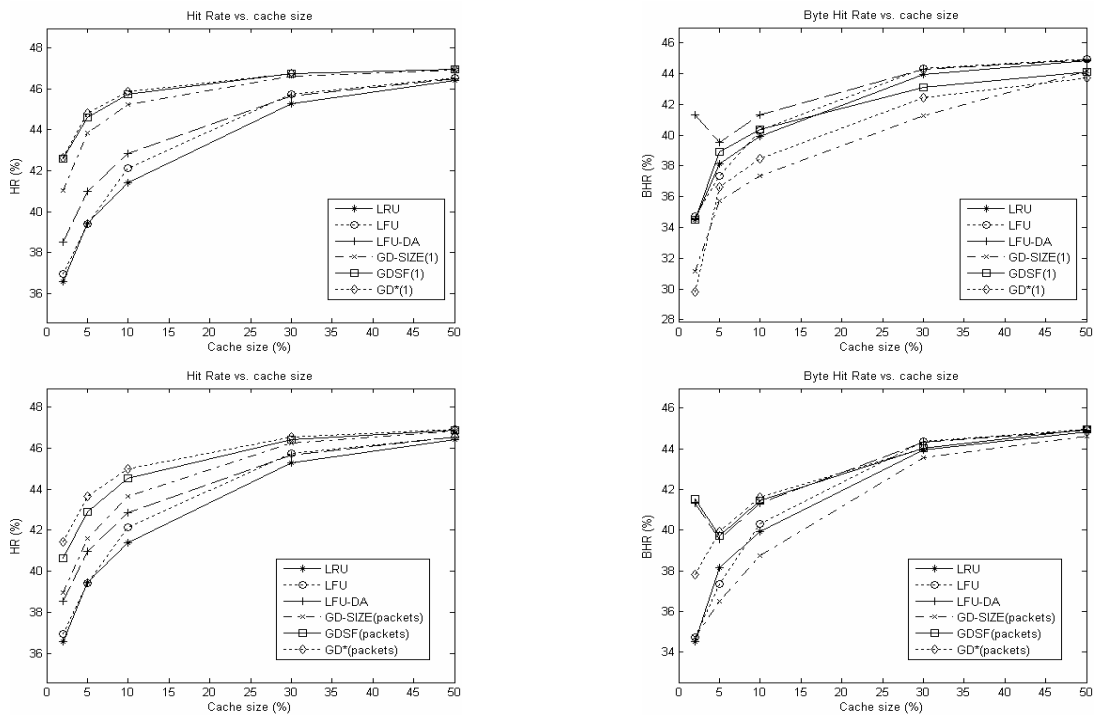 Hit Rate vs. cache size
48
46
44
42
40
38
36
HR (%)
LRU
LFU
LFU-DA
GD-SIZE(1)
GDSF(1)
GD*(1)
0 5 10 15 20 25 30 35 40 45 50
Cache size (%)
Byte Hit Rate vs. cache size
46
44
42
40
38
36
34
32
30
28
BHR (%)
LRU
LFU
LFU-DA
GD-SIZE(1)
GDSF(1)
GD*(1)
0 5 10 15 20 25 30 35 40 45 50
Cache size (%)
Hit Rate vs. cache size
48
46
44
42
40
38
36
34
HR (%)
LRU
LFU
LFU-DA
GD-SIZE(packets)
GDSF(packets)
GD*(packets)
0 5 10 15 20 25 30 35 40 45 50
Cache size (%)
Byte Hit Rate vs. cache size
46
44
42
40
38
36
34
BHR (%)
LRU
LFU
LFU-DA
GD-SIZE(packets)
GDSF(packets)
GD*(packets)
0 5 10 15 20 25 30 35 40 45 50
Cache size (%)